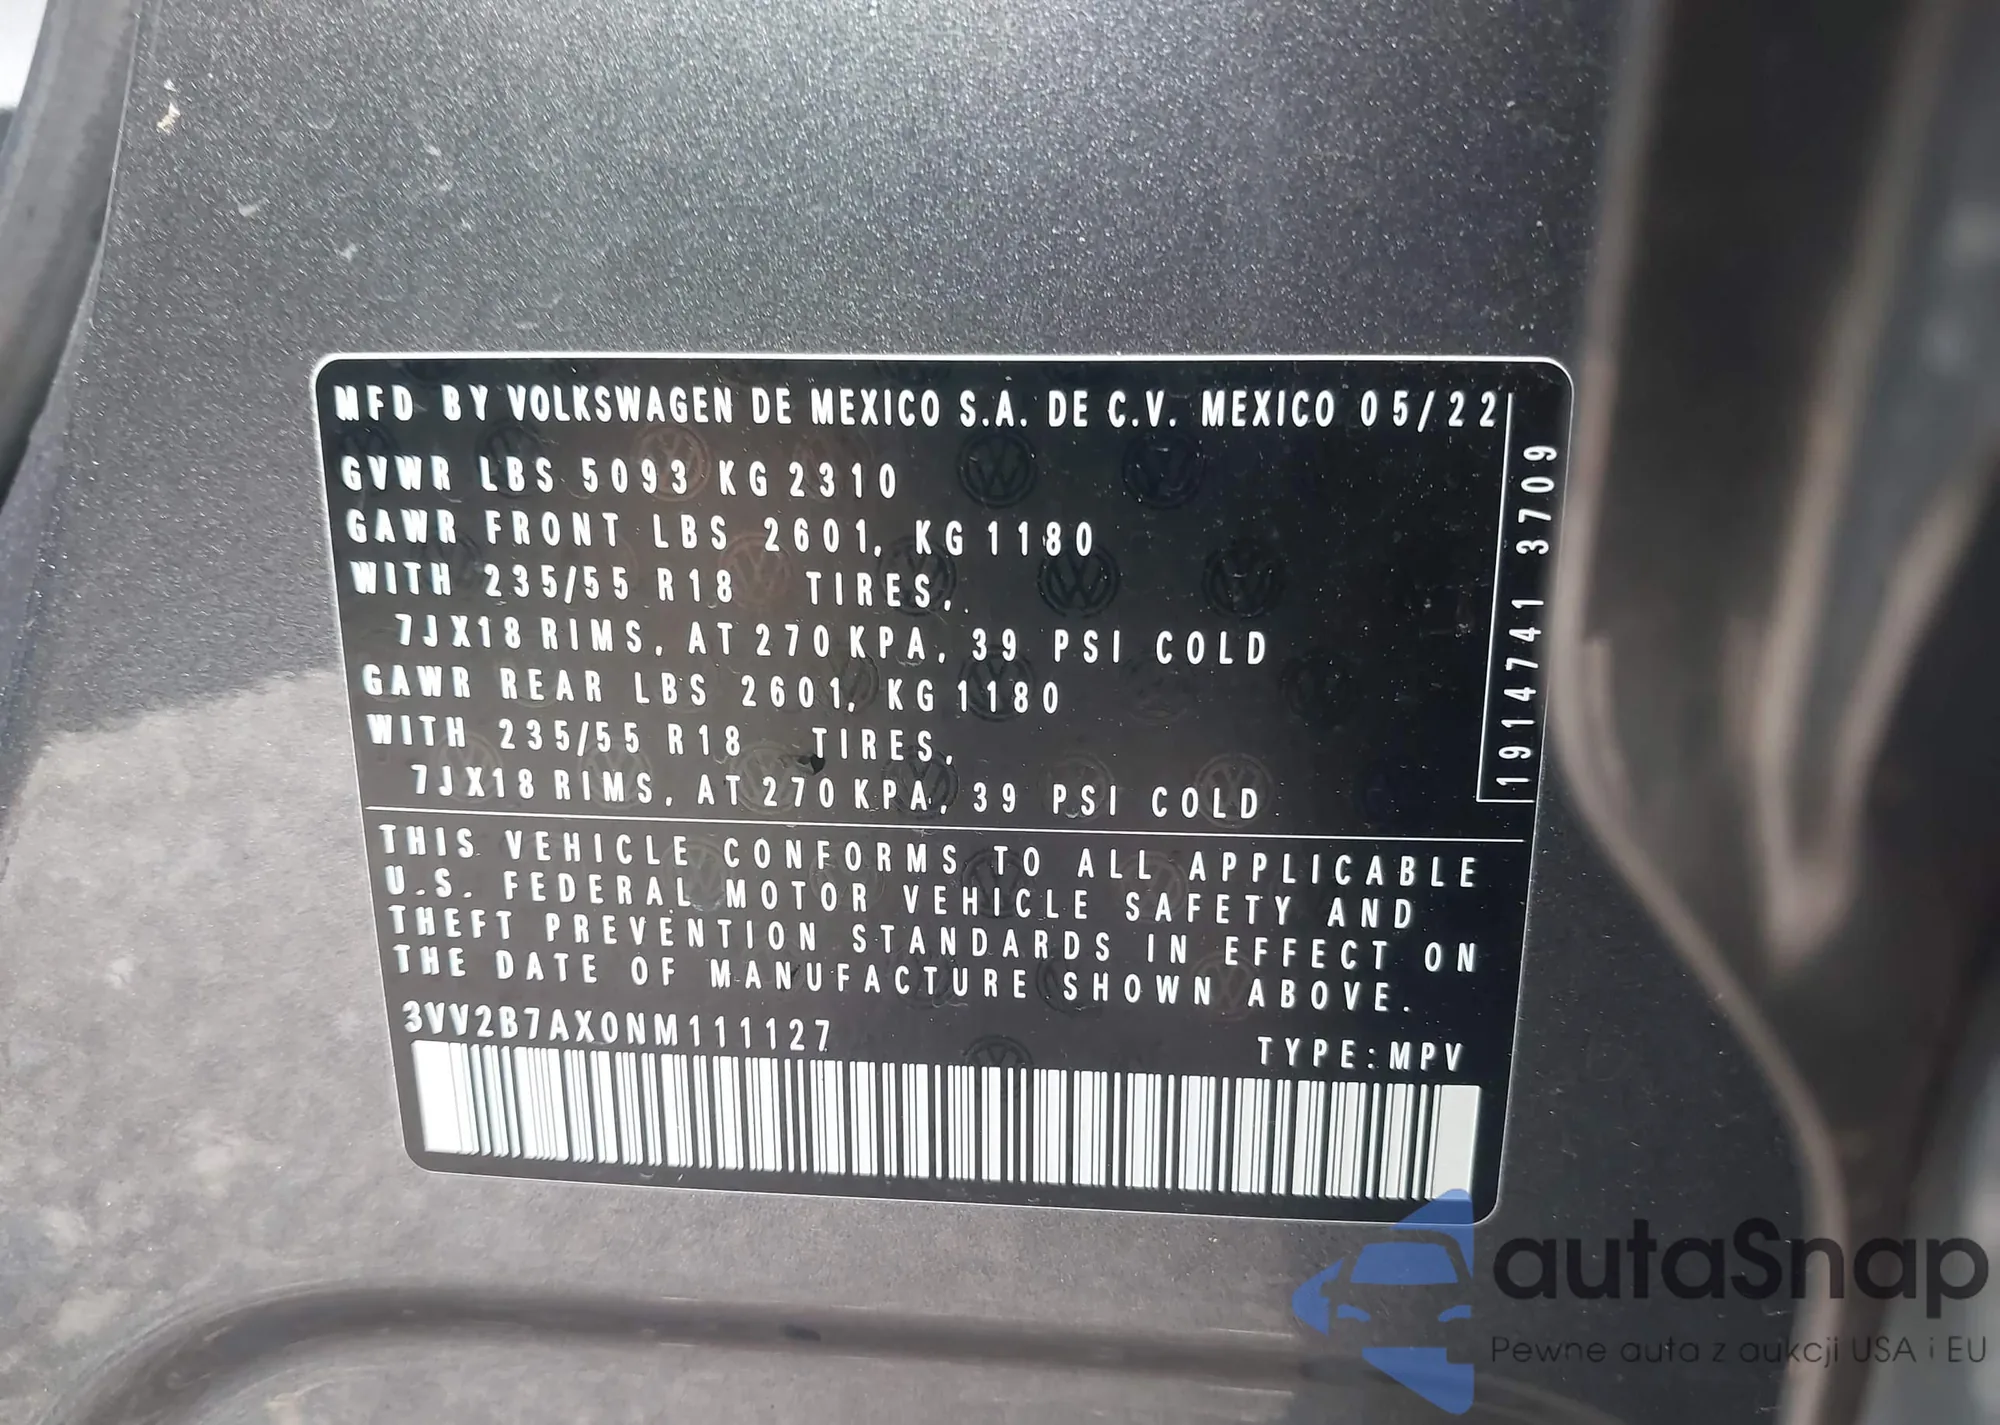 MFD BY VOLKSWAGEN DE MEXICO S.A. DE C.V. MEXICO 05/22
GVWR LBS 5093 KG 2310
GAWR FRONT LBS 2601, KG 1180
WITH 235/55 R18 TIRES,
7JX18 RIMS, AT 270 KPA, 39 PSI COLD
GAWR REAR LBS 2601, KG 1180
WITH 235/55 R18 TIRES,
7JX18 RIMS, AT 270 KPA, 39 PSI COLD
1914741 3709
THIS VEHICLE CONFORMS TO ALL APPLICABLE
U.S. FEDERAL MOTOR VEHICLE SAFETY AND
THEFT PREVENTION STANDARDS IN EFFECT ON
THE DATE OF MANUFACTURE SHOWN ABOVE.
3VV2B7AX0NM111127
TYPE:MPV
autaSnap
Pewne auta z aukcji USA i EU